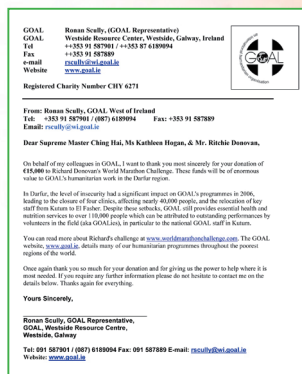 GOAL Ronan Scully, (GOAL Representative)
GOAL Westside Resource Center, Westside, Galway, Ireland
Tel ++353 91 587901 / ++353 87 6189094
Fax ++353 91 587889
e-mail rscully@wi.goal.ie
Website www.goal.ie
GOAL
Registered Charity Number CHY 6271
From: Ronan Scully, GOAL West of Ireland
Tel: +353 91 587901 / (087) 6189094 Fax: +353 91 587889
Email: rscully@wi.goal.ie
Dear Supreme Master Ching Hai, Ms Kathleen Hogan, & Mr. Ritchie Donovan,
On behalf of my colleagues in GOAL, I want to thank you most sincerely for your donation of
€15,000 to Richard Donovan's World Marathon Challenge. These funds will be of enormous
value to GOAL's humanitarian work in the Darfur region.
In Darfur, the level of insecurity had a significant impact on GOAL's programmes in 2006,
leading to the closure of four clinics, affecting nearly 40,000 people, and the relocation of key
staff from Kutum to El Fasher. Despite these setbacks, GOAL still provides essential health and
nutrition services to over 110,000 people which can be attributed to outstanding performances by
volunteers in the field (aka GOALies), in particular to the national GOAL staff in Kutum.
You can read more about Richard's challenge at www.worldmarathonchallenge.com. The GOAL
website, www.goal.ie, details many of our humanitarian programmes throughout the poorest
regions of the world.
Once again thank you so much for your donation and for giving us the power to help where it is
most needed. If you require any further information please do not hesitate to contact me on the
details below. Thanks again for everything.
Yours Sincerely,
Ronan Scully, GOAL Representative,
GOAL, Westside Resource Centre,
Westside, Galway
Tel: 091 587901 / (087) 6189094 Fax: 091 587889 E-mail: rscully@wi.goal.ie
Website: www.goal.ie